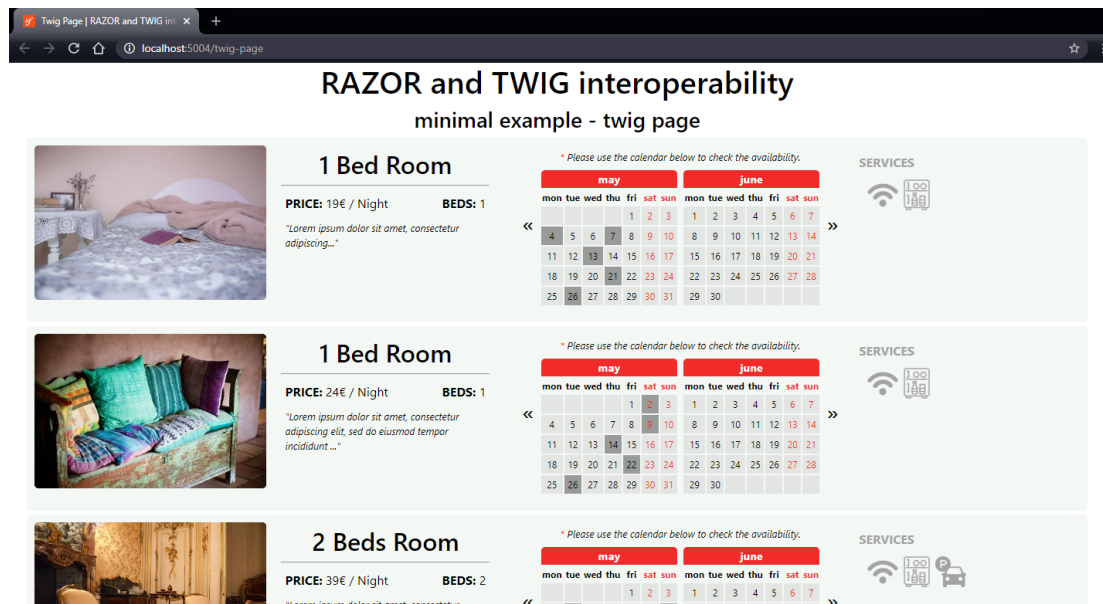 Twig Page | RAZOR and TWIG int
localhost:5004/twig-page
RAZOR and TWIG interoperability
minimal example - twig page
1 Bed Room
PRICE: 19€ / Night BEDS: 1
"Lorem ipsum dolor sit amet, consectetur
adipiscing..."
* Please use the calendar below to check the availability.
«
may
mon tue wed thu fri sat sun
1 2 3
4 5 6 7 8 9 10
11 12 13 14 15 16 17
18 19 20 21 22 23 24
25 26 27 28 29 30 31
june
mon tue wed thu fri sat sun
1 2 3 4 5 6 7
8 9 10 11 12 13 14
15 16 17 18 19 20 21
22 23 24 25 26 27 28
29 30
»
SERVICES
1 Bed Room
PRICE: 24€ / Night BEDS: 1
"Lorem ipsum dolor sit amet, consectetur
adipiscing elit, sed do eiusmod tempor
incididunt ..."
* Please use the calendar below to check the availability.
«
may
mon tue wed thu fri sat sun
1 2 3
4 5 6 7 8 9 10
11 12 13 14 15 16 17
18 19 20 21 22 23 24
25 26 27 28 29 30 31
june
mon tue wed thu fri sat sun
1 2 3 4 5 6 7
8 9 10 11 12 13 14
15 16 17 18 19 20 21
22 23 24 25 26 27 28
29 30
»
SERVICES
2 Beds Room
PRICE: 39€ / Night BEDS: 2
* Please use the calendar below to check the availability.
may
mon tue wed thu fri sat sun
1 2 3
june
mon tue wed thu fri sat sun
1 2 3 4 5 6 7
SERVICES
P